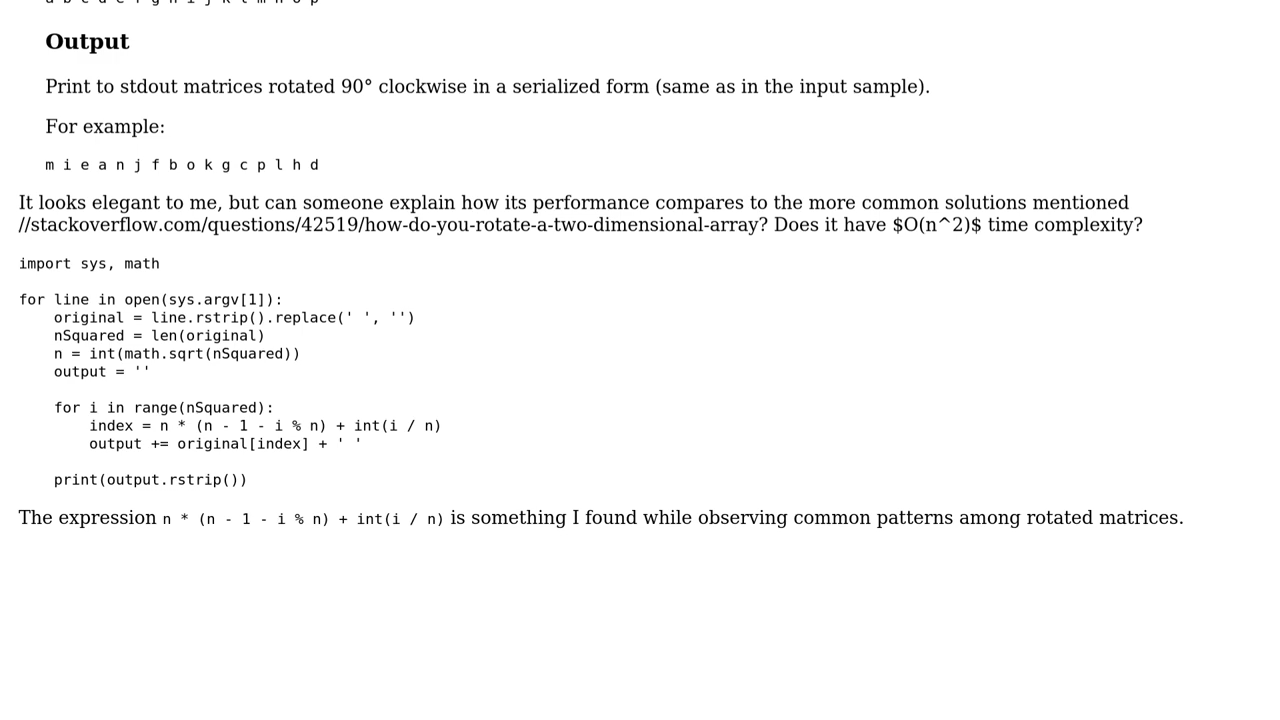 Output
Print to stdout matrices rotated 90° clockwise in a serialized form (same as in the input sample).
For example:
m i e a n j f b o k g c p l h d
It looks elegant to me, but can someone explain how its performance compares to the more common solutions mentioned
//stackoverflow.com/questions/42519/how-do-you-rotate-a-two-dimensional-array? Does it have $O(n^2)$ time complexity?
import sys, math
for line in open(sys.argv[1]):
    original = line.rstrip().replace(' ', '')
    nSquared = len(original)
    n = int(math.sqrt(nSquared))
    output = ''
    for i in range(nSquared):
        index = n * (n - 1 - i % n) + int(i / n)
        output += original[index] + ' '
    print(output.rstrip())
The expression n * (n - 1 - i % n) + int(i / n) is something I found while observing common patterns among rotated matrices.